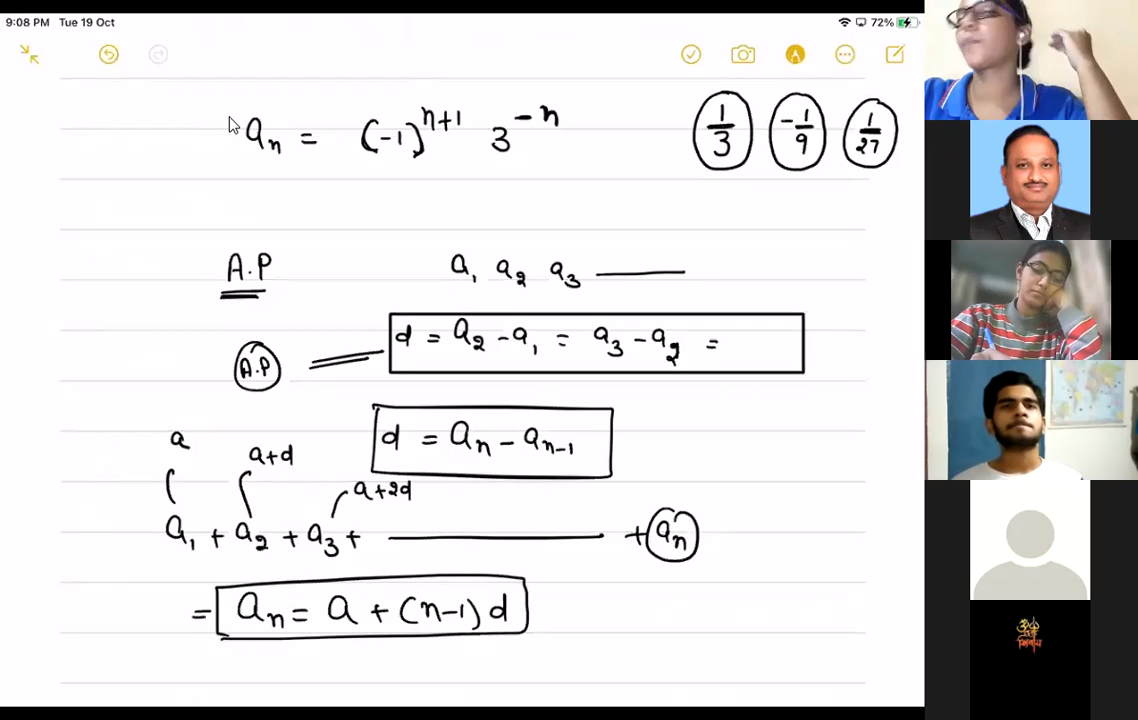 9:08 PM Tue 19 Oct 72%
aₙ = (-1)ⁿ⁺¹ 3⁻ⁿ 1/3 -1/9 1/27
A.P a₁ a₂ a₃ ———
A.P d = a₂ - a₁ = a₃ - a₂ =
d = aₙ - aₙ₋₁
a a+d a+2d
a₁ + a₂ + a₃ + ——— + aₙ
= aₙ = a + (n-1) d